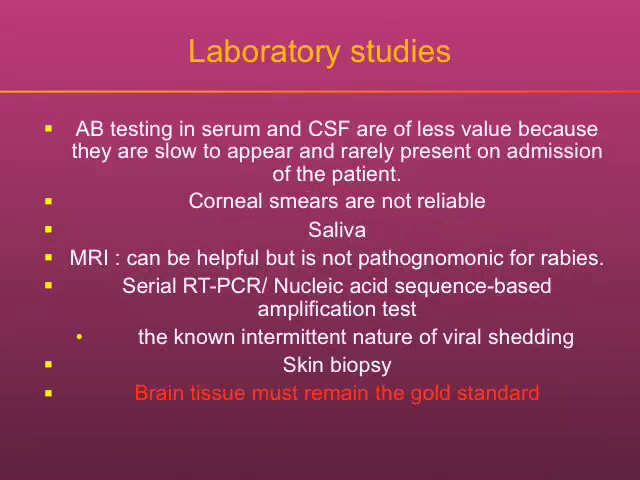 Laboratory studies
AB testing in serum and CSF are of less value because
they are slow to appear and rarely present on admission
of the patient.
Corneal smears are not reliable
Saliva
MRI : can be helpful but is not pathognomonic for rabies.
Serial RT-PCR/ Nucleic acid sequence-based
amplification test
the known intermittent nature of viral shedding
Skin biopsy
Brain tissue must remain the gold standard